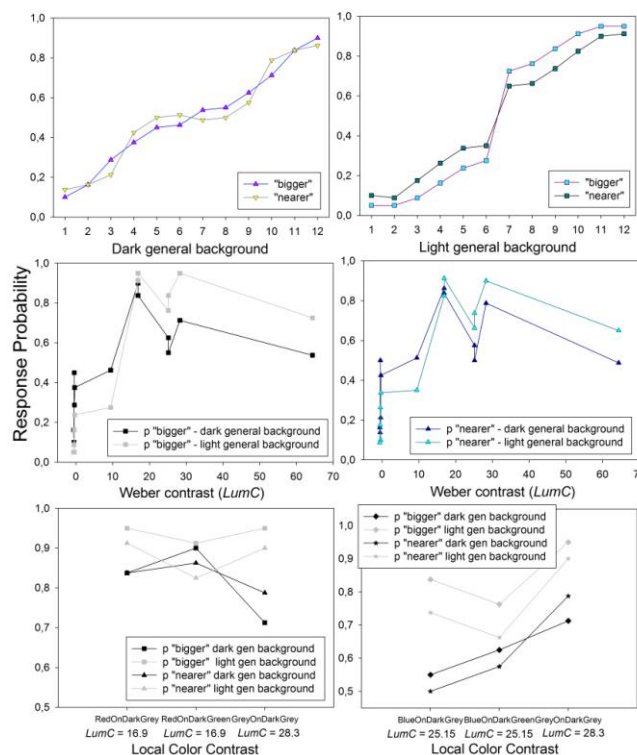 1,0
0,8
0,6
0,4
0,2
0,0
"bigger"
"nearer"
1 2 3 4 5 6 7 8 9 10 11 12
Dark general background
1,0
0,8
0,6
0,4
0,2
0,0
"bigger"
"nearer"
1 2 3 4 5 6 7 8 9 10 11 12
Light general background
Response Probability
1,0
0,8
0,6
0,4
0,2
0,0
p "bigger" - dark general background
p "bigger" - light general background
0 10 20 30 40 50 60 70
Weber contrast (LumC)
1,0
0,8
0,6
0,4
0,2
0,0
p "nearer" - dark general background
p "nearer" - light general background
0 10 20 30 40 50 60 70
Weber contrast (LumC)
1,0
0,9
0,8
0,7
0,6
0,5
p "bigger" dark gen background
p "bigger" light gen background
p "nearer" dark gen background
p "nearer" light gen background
RedOnDarkGrey RedOnDarkGreen GreyOnDarkGrey
LumC = 16.9 LumC = 16.9 LumC = 28.3
Local Color Contrast
p "bigger" dark gen background
p "bigger" light gen background
p "nearer" dark gen background
p "nearer" light gen background
1,0
0,9
0,8
0,7
0,6
0,5
BlueOnDarkGrey BlueOnDarkGreen GreyOnDarkGrey
LumC = 25.15 LumC = 25.15 LumC = 28.3
Local Color Contrast